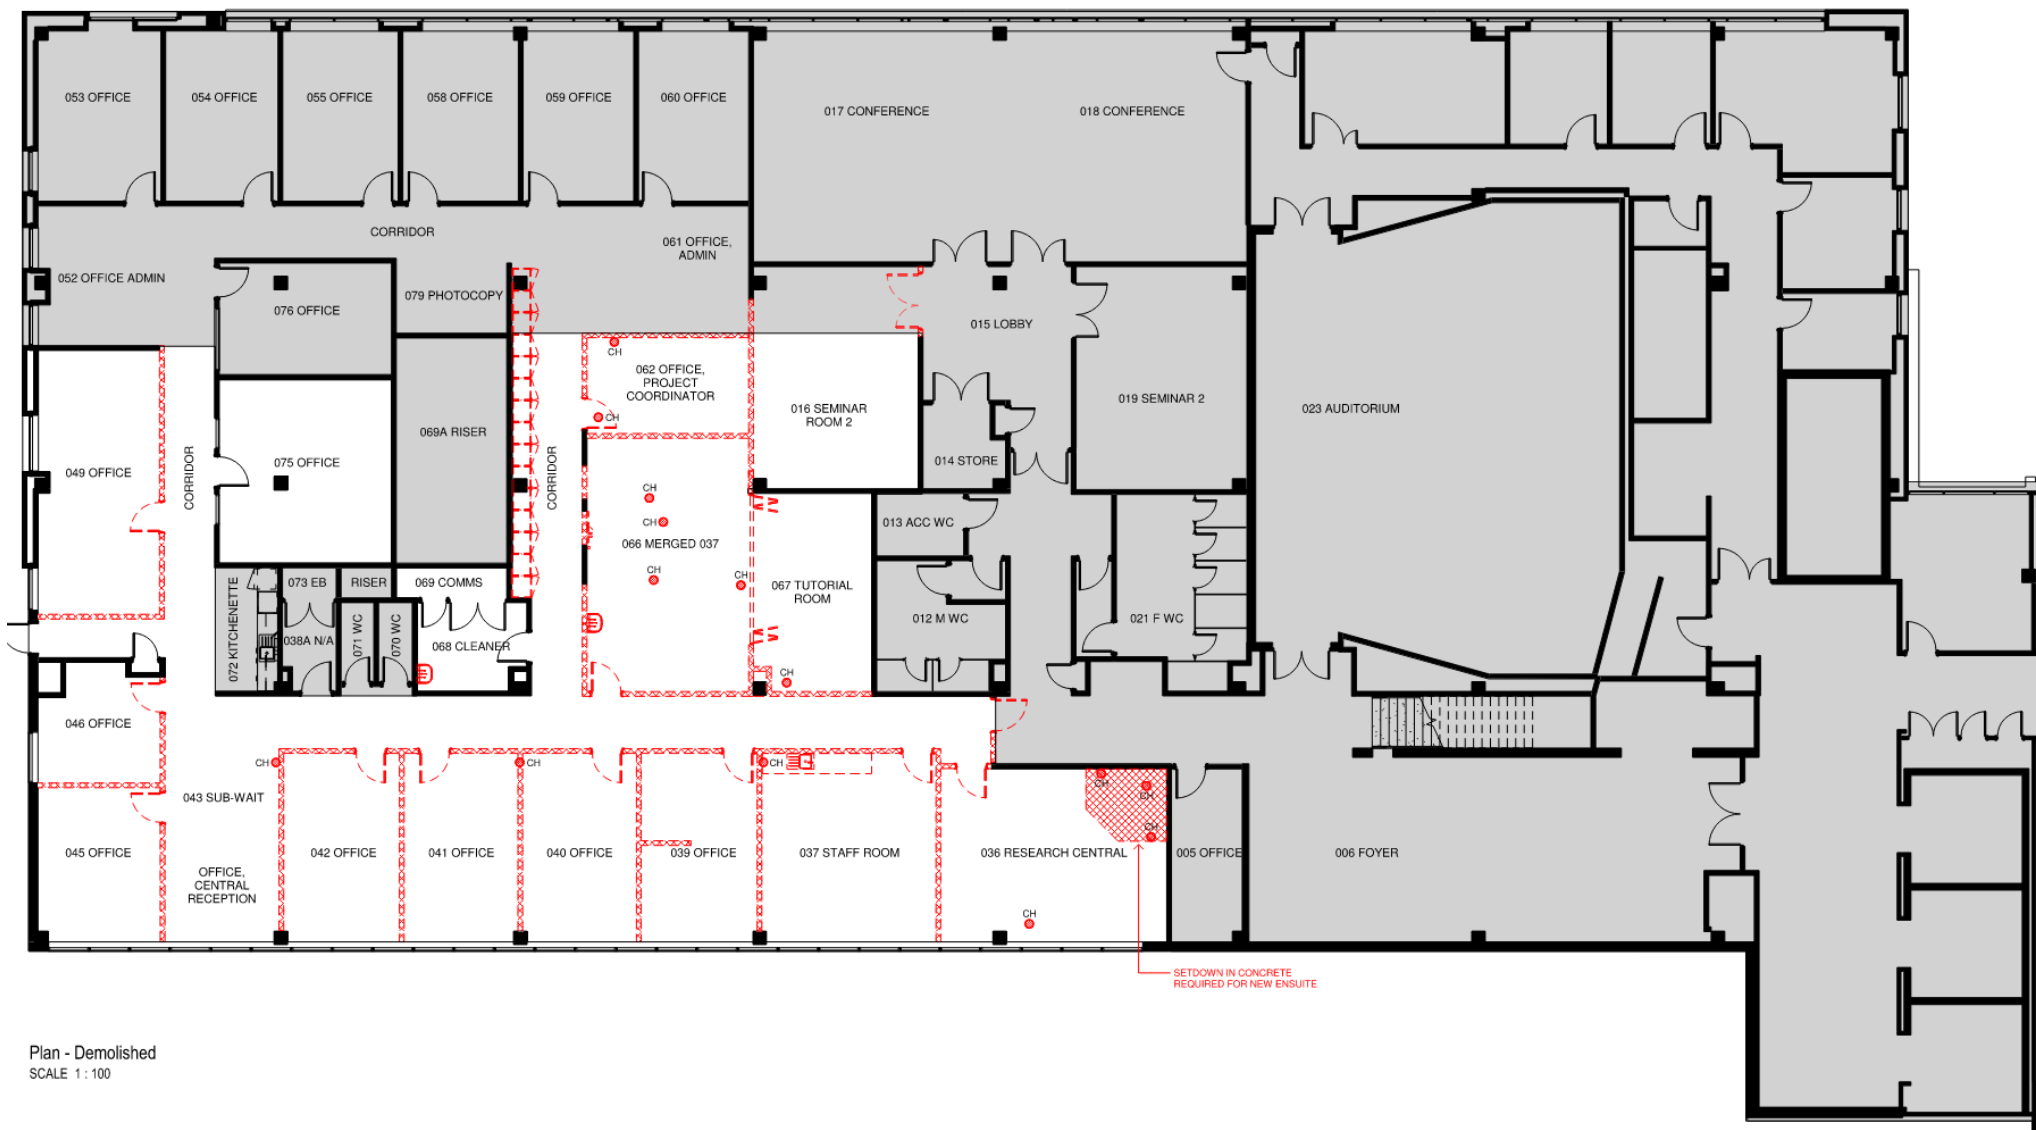 053 OFFICE
054 OFFICE
055 OFFICE
058 OFFICE
059 OFFICE
060 OFFICE
017 CONFERENCE
018 CONFERENCE
CORRIDOR
061 OFFICE,
ADMIN
052 OFFICE ADMIN
079 PHOTOCOPY
076 OFFICE
015 LOBBY
CH
062 OFFICE,
PROJECT
COORDINATOR
CH
016 SEMINAR
ROOM 2
019 SEMINAR 2
023 AUDITORIUM
069A RISER
049 OFFICE
CORRIDOR
075 OFFICE
CORRIDOR
014 STORE
CH
CH
066 MERGED 037
CH
CH
013 ACC WC
072 KITCHENETTE
073 EB
RISER
069 COMMS
067 TUTORIAL
ROOM
012 M WC
021 F WC
038A N/A
071 WC
070 WC
068 CLEANER
CH
046 OFFICE
CH
CH
CH
CH
CH
CH
043 SUB-WAIT
045 OFFICE
042 OFFICE
041 OFFICE
040 OFFICE
039 OFFICE
037 STAFF ROOM
036 RESEARCH CENTRAL
005 OFFICE
006 FOYER
OFFICE,
CENTRAL
RECEPTION
CH
SETDOWN IN CONCRETE
REQUIRED FOR NEW ENSUITE
Plan - Demolished
SCALE 1 : 100